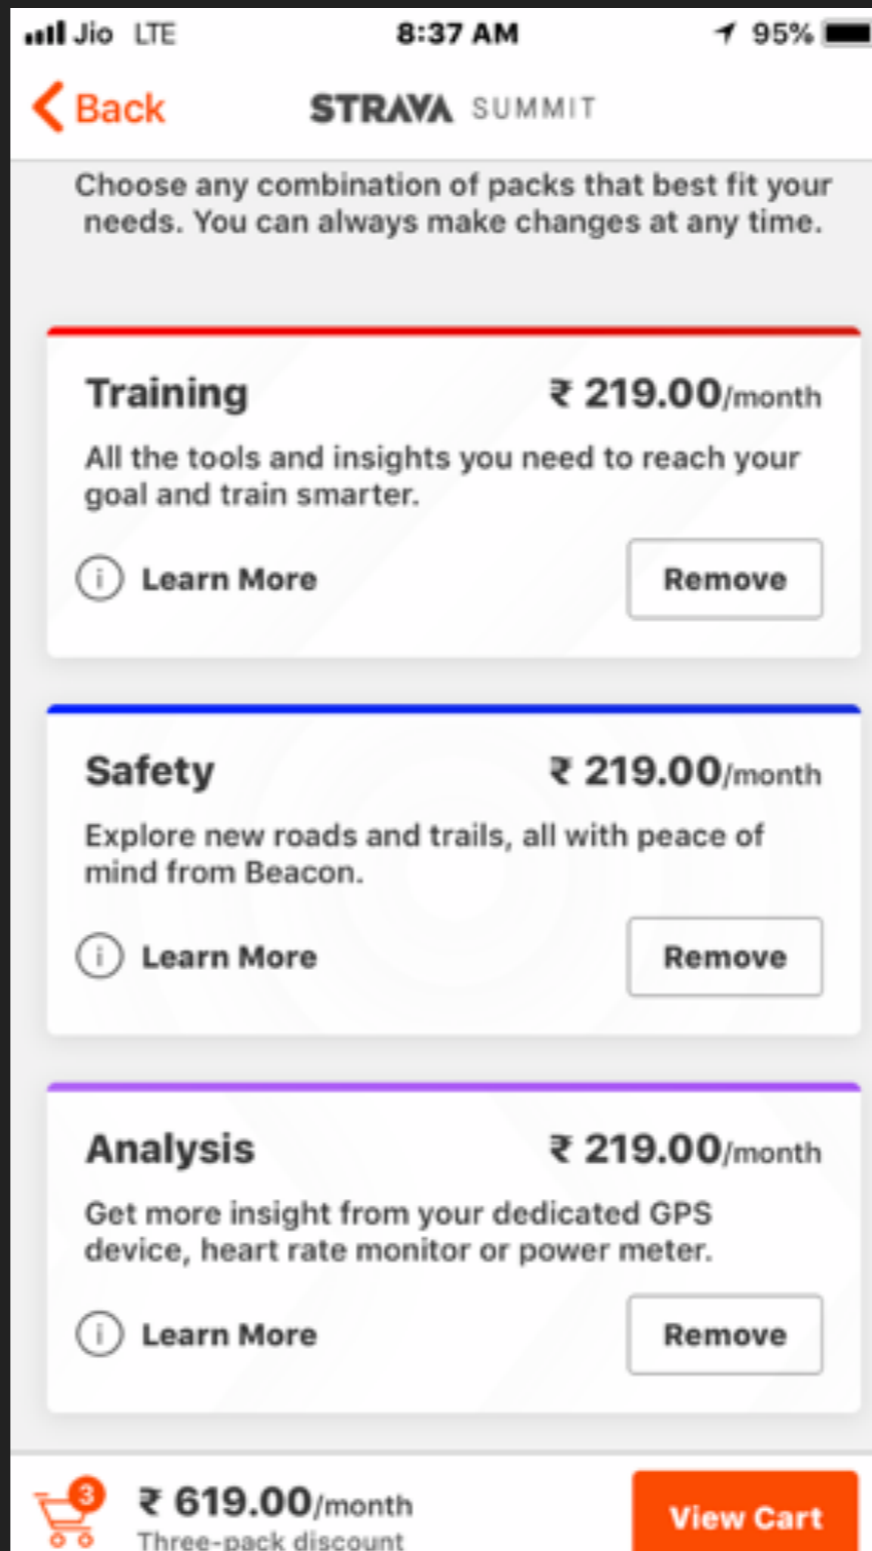 Jio LTE 8:37 AM 95%
Back STRAVA SUMMIT
Choose any combination of packs that best fit your
needs. You can always make changes at any time.
Training ₹ 219.00/month
All the tools and insights you need to reach your
goal and train smarter.
i Learn More Remove
Safety ₹ 219.00/month
Explore new roads and trails, all with peace of
mind from Beacon.
i Learn More Remove
Analysis ₹ 219.00/month
Get more insight from your dedicated GPS
device, heart rate monitor or power meter.
i Learn More Remove
3 ₹ 619.00/month View Cart
Three-pack discount